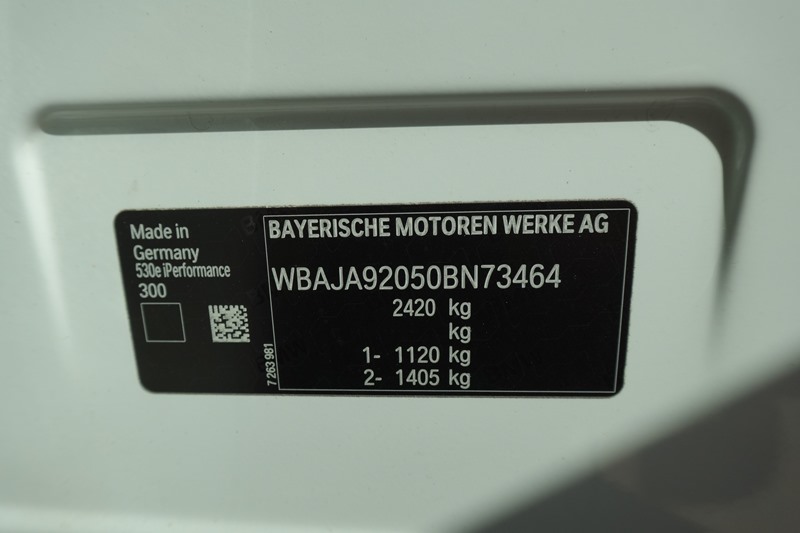 Made in
Germany
530e iPerformance
300
7 263 981
BAYERISCHE MOTOREN WERKE AG
WBAJA92050BN73464
2420 kg
kg
1- 1120 kg
2- 1405 kg